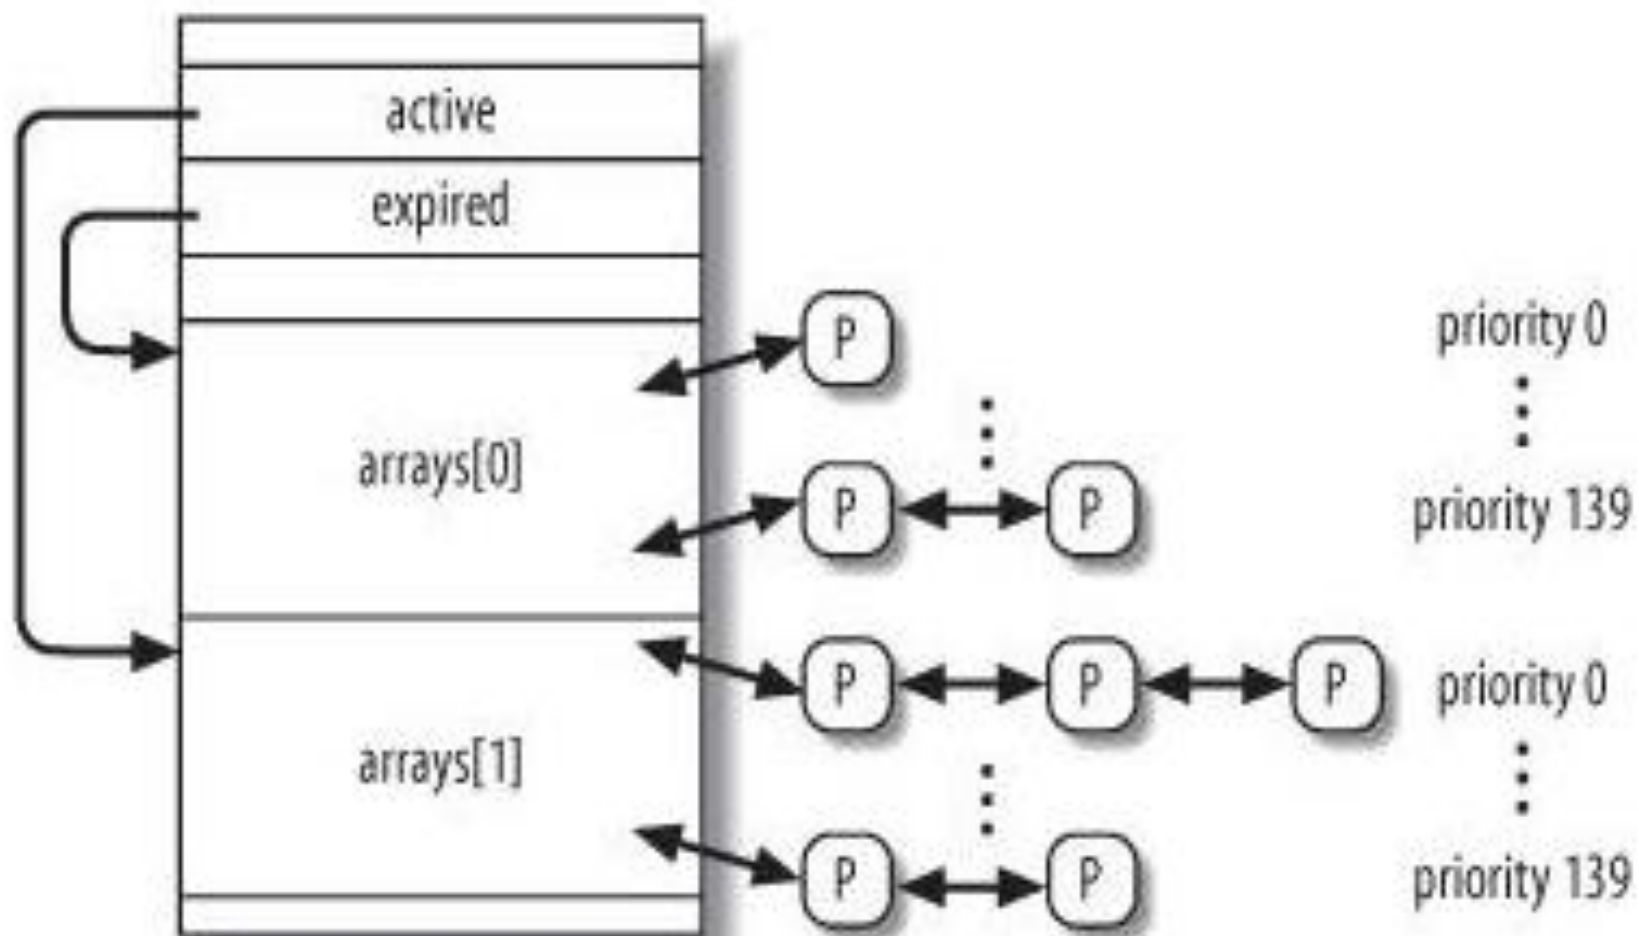 active
expired
P
priority 0
arrays[0]
P P
priority 139
P P P
priority 0
arrays[1]
P P
priority 139